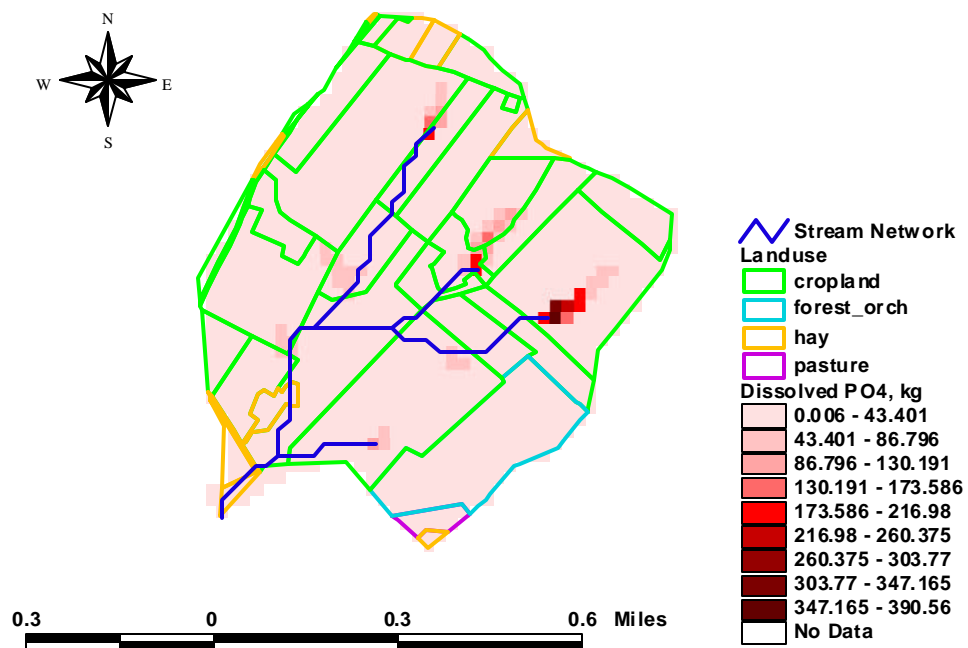 N
W
E
S
Stream Network
Landuse
cropland
forest_orch
hay
pasture
Dissolved PO4, kg
0.006 - 43.401
43.401 - 86.796
86.796 - 130.191
130.191 - 173.586
173.586 - 216.98
216.98 - 260.375
260.375 - 303.77
303.77 - 347.165
347.165 - 390.56
No Data
0.3 0 0.3 0.6 Miles